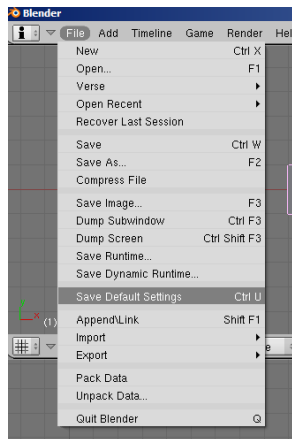 Blender
File Add Timeline Game Render Hel
New Ctrl X
Open... F1
Verse
Open Recent
Recover Last Session
Save Ctrl W
Save As... F2
Compress File
Save Image... F3
Dump Subwindow Ctrl F3
Dump Screen Ctrl Shift F3
Save Runtime...
Save Dynamic Runtime...
Save Default Settings Ctrl U
Append\Link Shift F1
Import
Export
Pack Data
Unpack Data...
Quit Blender Q
x
(1)
e